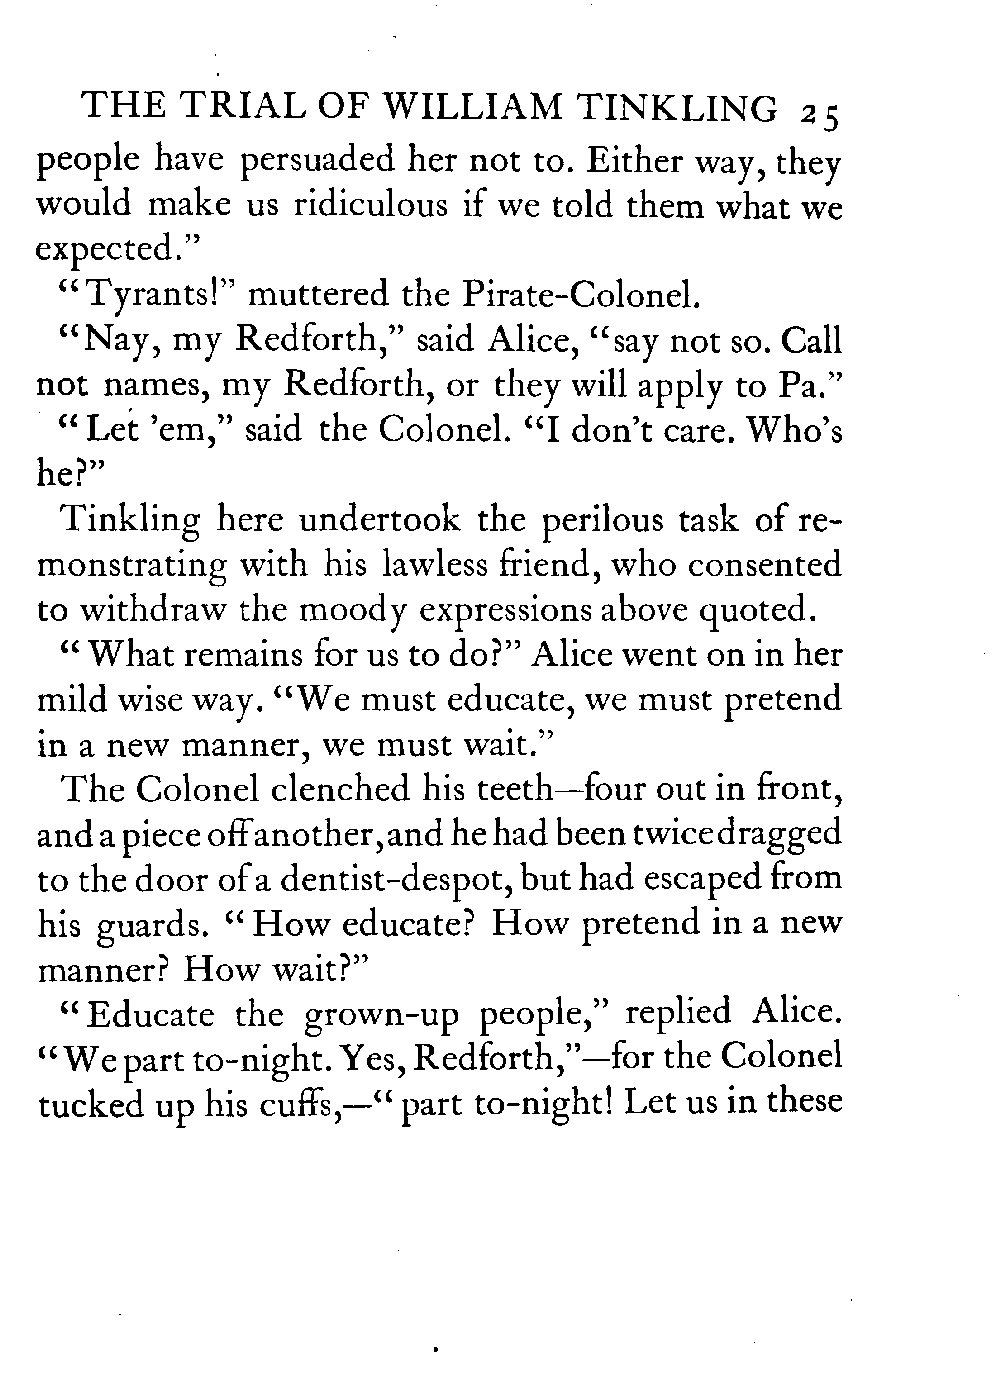 THE TRIAL OF WILLIAM TINKLING 25
people have persuaded her not to. Either way, they
would make us ridiculous if we told them what we
expected.”
“Tyrants!” muttered the Pirate-Colonel.
“Nay, my Redforth,” said Alice, “say not so. Call
not names, my Redforth, or they will apply to Pa.”
“Let ’em,” said the Colonel. “I don’t care. Who’s
he?”
Tinkling here undertook the perilous task of re-
monstrating with his lawless friend, who consented
to withdraw the moody expressions above quoted.
“What remains for us to do?” Alice went on in her
mild wise way. “We must educate, we must pretend
in a new manner, we must wait.”
The Colonel clenched his teeth—four out in front,
and a piece off another, and he had been twice dragged
to the door of a dentist-despot, but had escaped from
his guards. “How educate? How pretend in a new
manner? How wait?”
“Educate the grown-up people,” replied Alice.
“We part to-night. Yes, Redforth,”—for the Colonel
tucked up his cuffs,—“part to-night! Let us in these